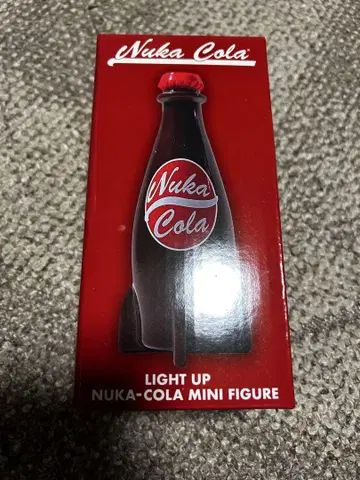 Nuka Cola
Nuka
Cola
LIGHT UP
NUKA-COLA MINI FIGURE